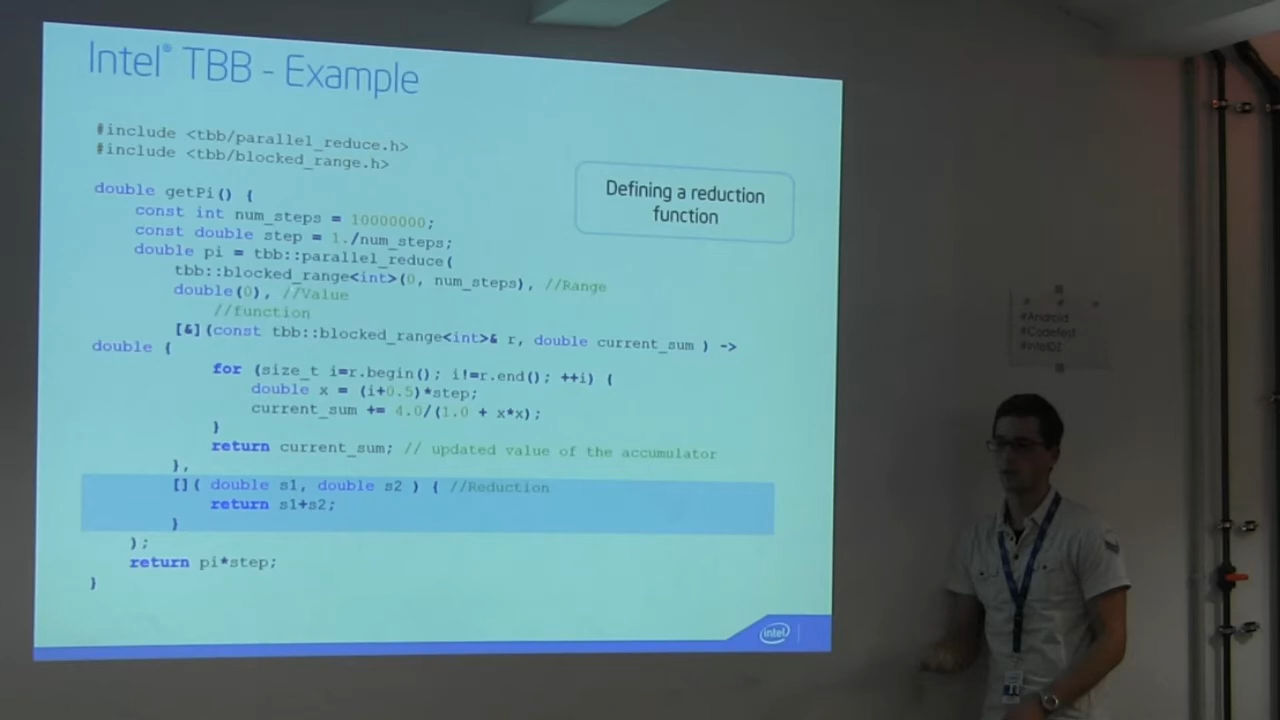 Intel® TBB - Example
#include <tbb/parallel_reduce.h>
#include <tbb/blocked_range.h>
double getPi() {
const int num_steps = 10000000;
const double step = 1./num_steps;
double pi = tbb::parallel_reduce(
tbb::blocked_range<int>(0, num_steps), //Range
double(0), //Value
//function
[&](const tbb::blocked_range<int>& r, double current_sum ) ->
double {
for (size_t i=r.begin(); i!=r.end(); ++i) {
double x = (i+0.5)*step;
current_sum += 4.0/(1.0 + x*x);
}
return current_sum; // updated value of the accumulator
},
[]( double s1, double s2 ) { //Reduction
return s1+s2;
}
);
return pi*step;
}
Defining a reduction
function
intel
#Android
#Codefest